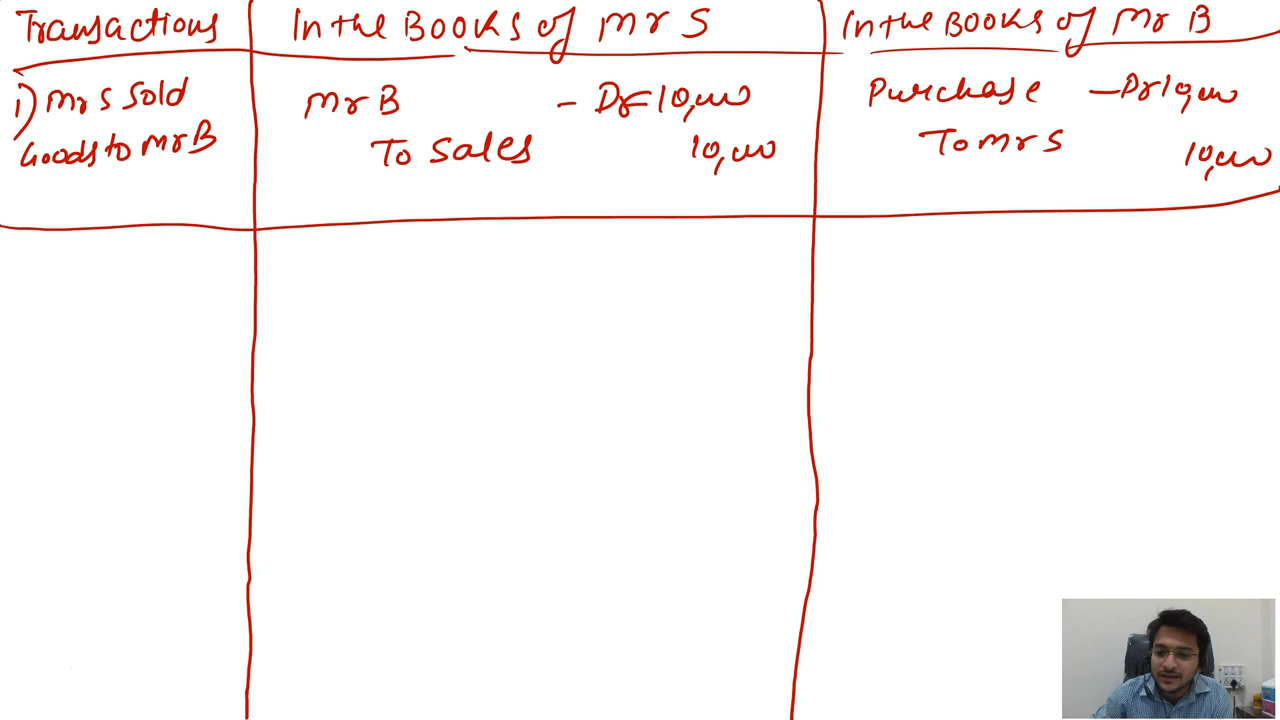 Transactions
In the Books of Mr S
In the Books of Mr B
1) Mr S Sold
Goods to Mr B
Mr B - Dr 10,000
To Sales 10,000
Purchase - Dr 10,000
To Mr S 10,000